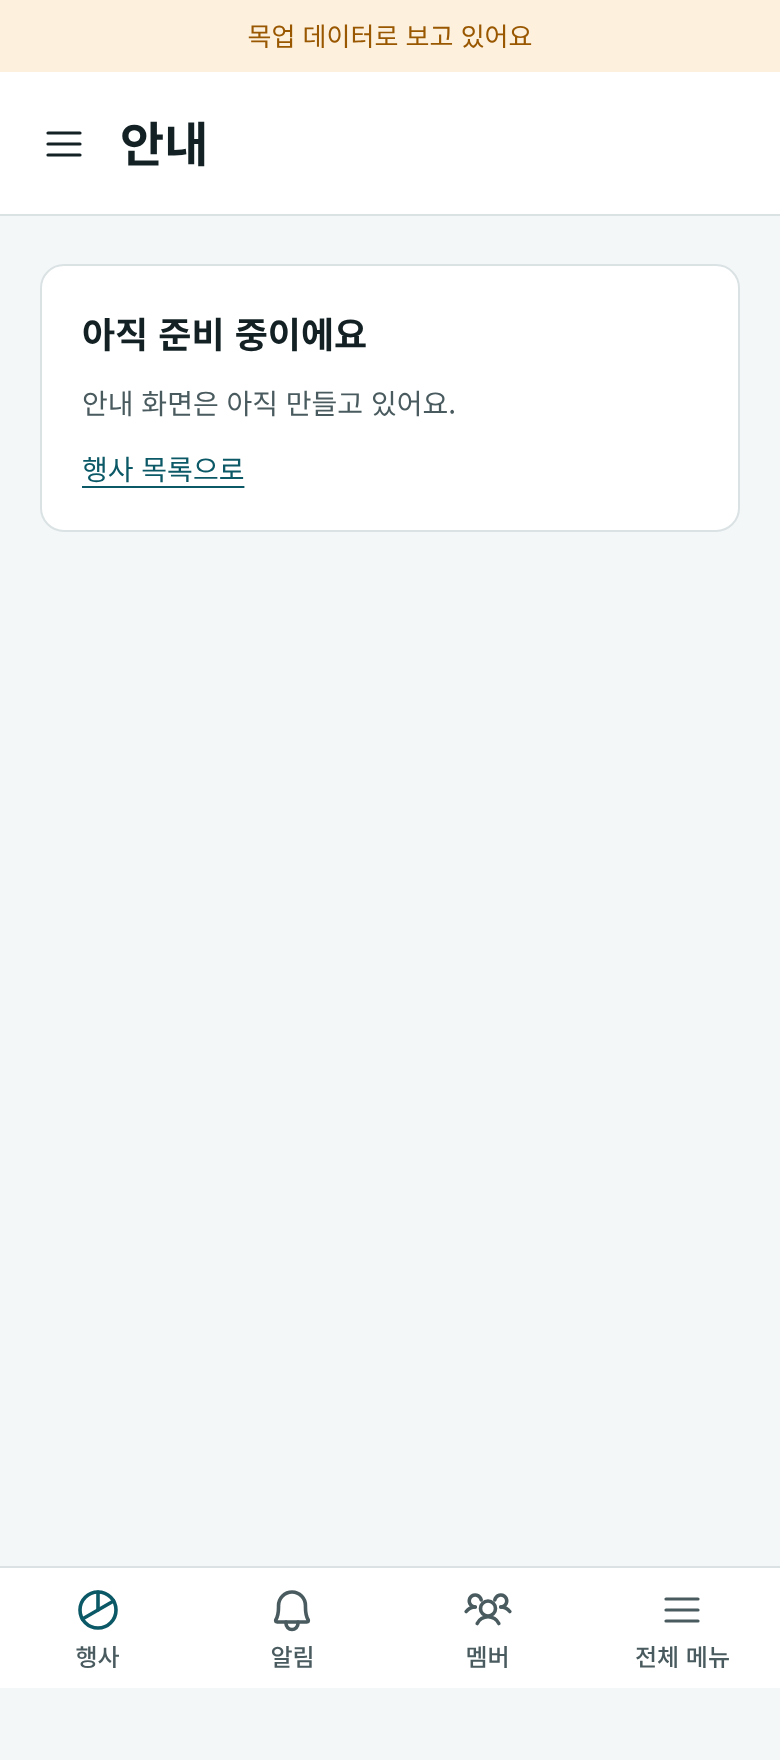 목업 데이터로 보고 있어요
안내
아직 준비 중이에요
안내 화면은 아직 만들고 있어요.
행사 목록으로
행사
알림
멤버
전체 메뉴